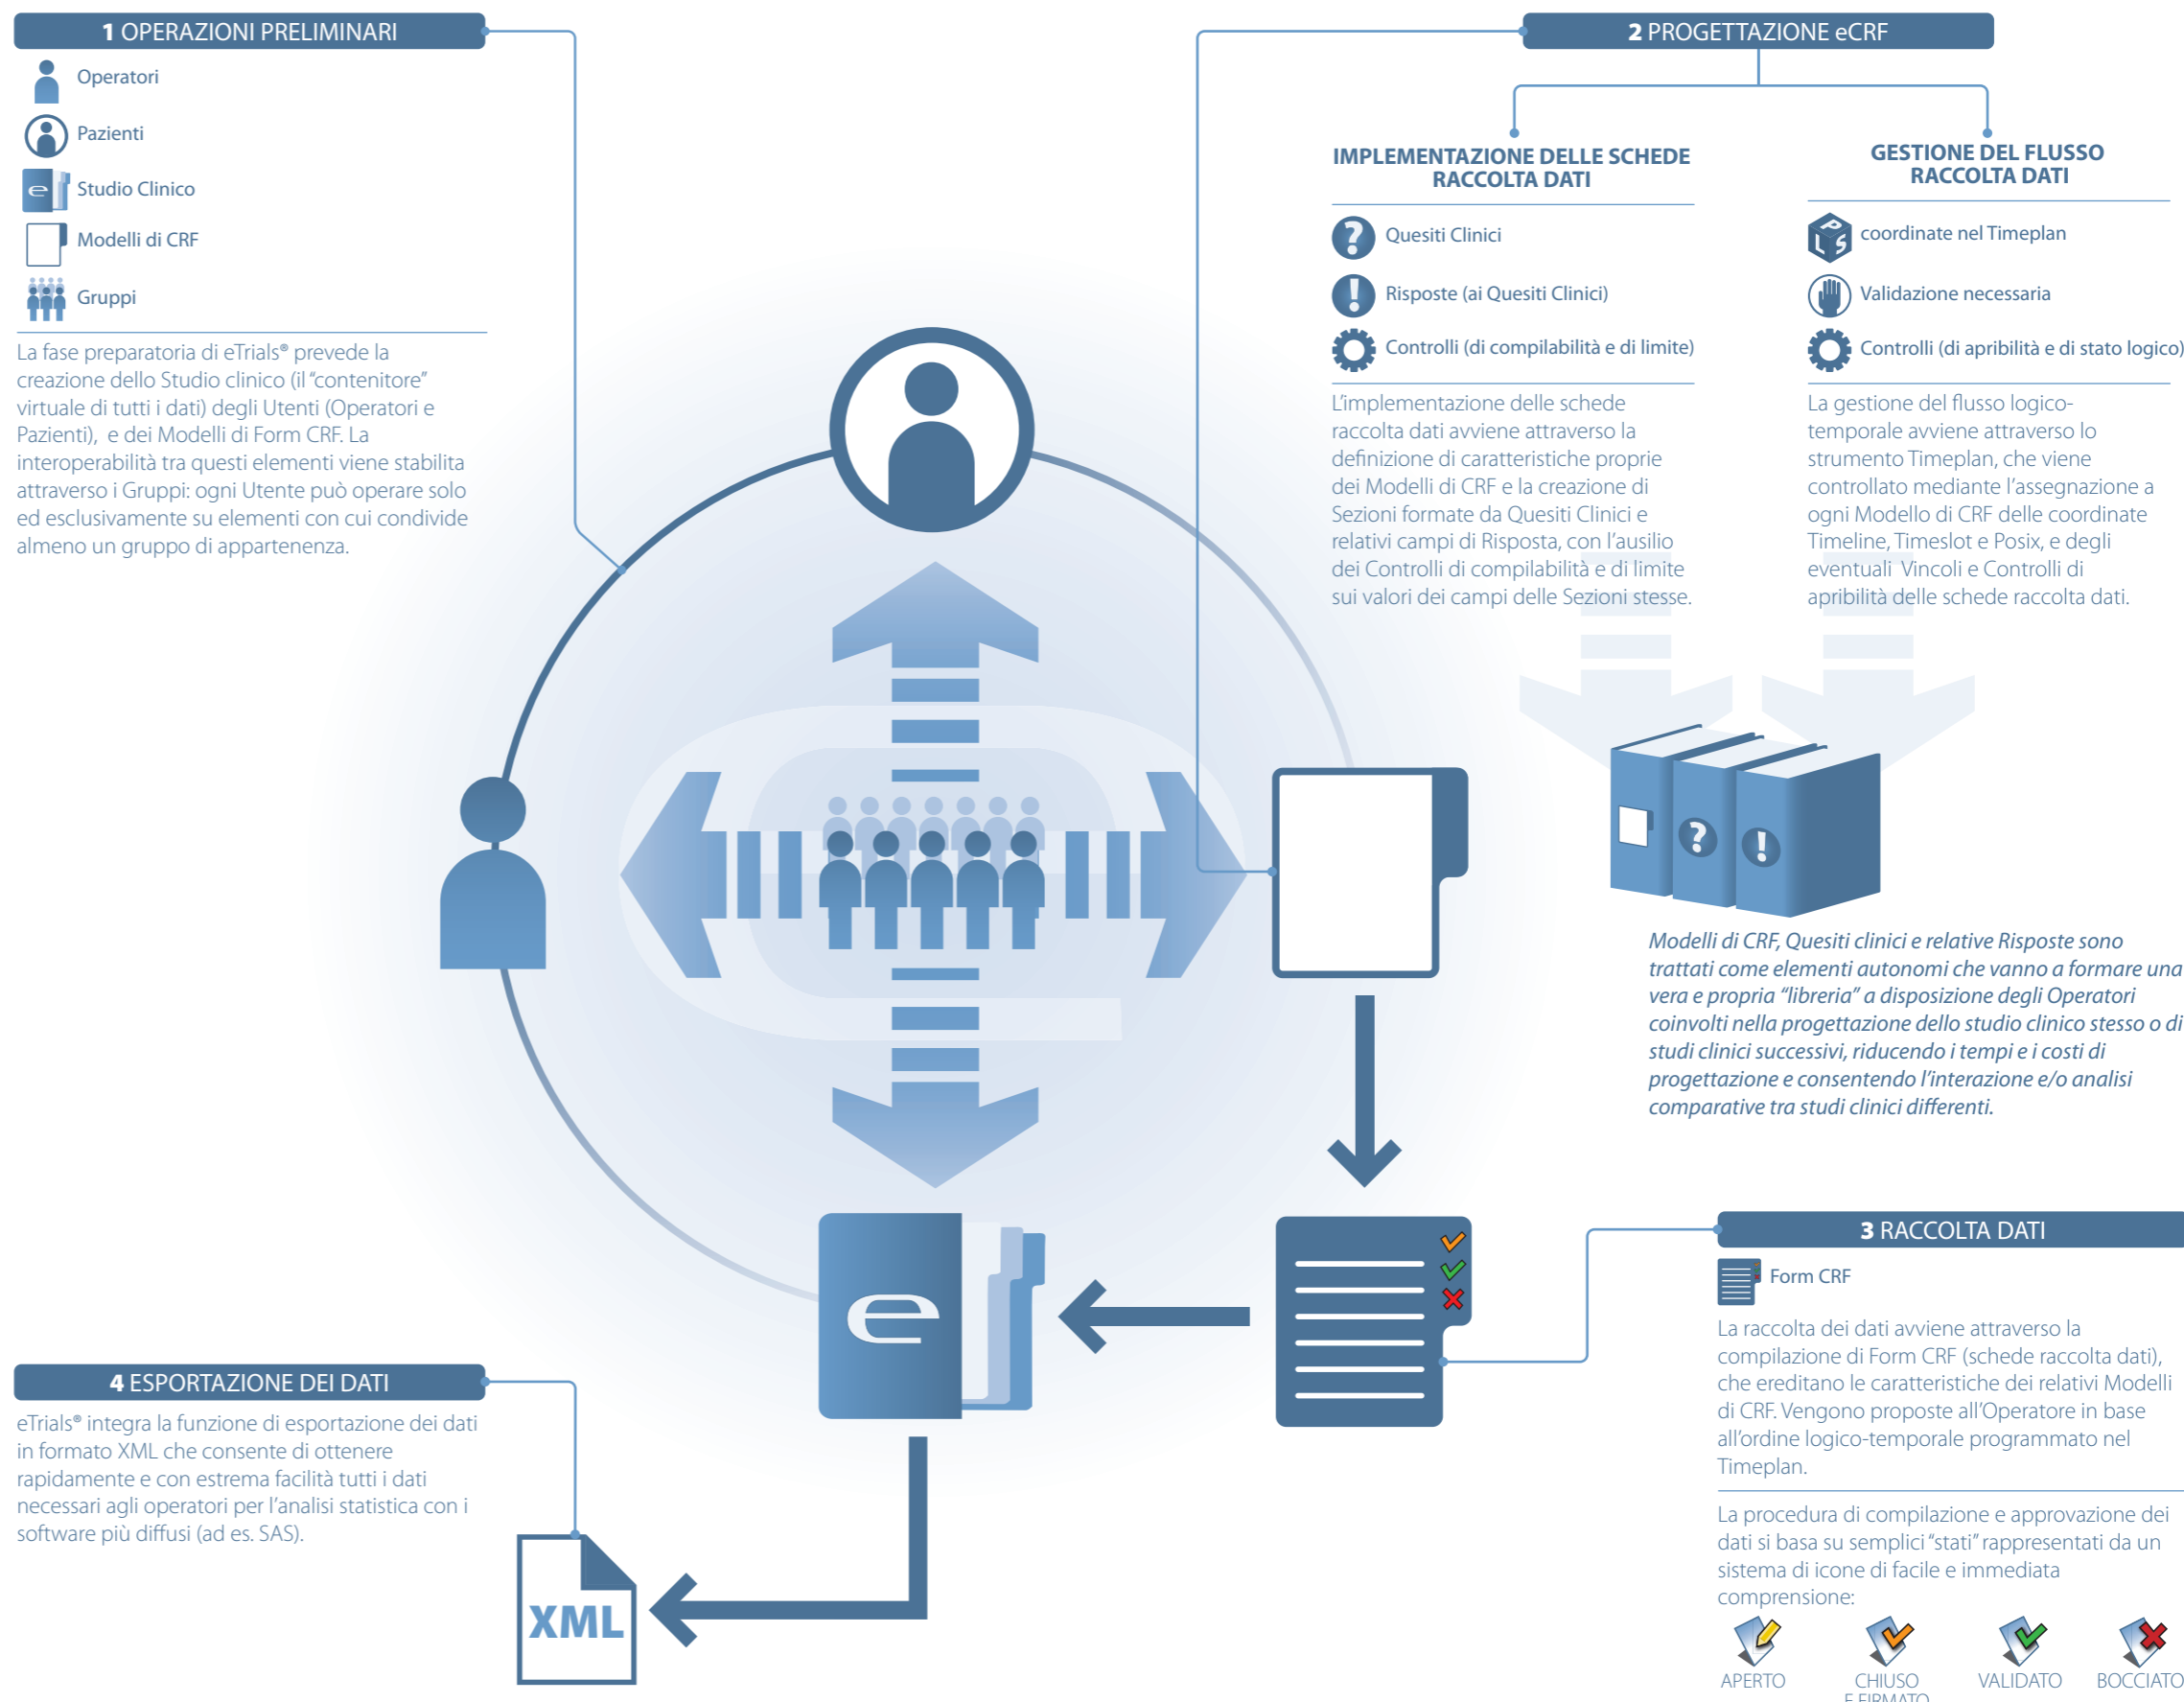 1 OPERAZIONI PRELIMINARI
Operatori
Pazienti
e
Studio Clinico
Modelli di CRF
Gruppi
La fase preparatoria di eTrials® prevede la
creazione dello Studio clinico (il “contenitore”
virtuale di tutti i dati) degli Utenti (Operatori e
Pazienti), e dei Modelli di Form CRF. La
interoperabilità tra questi elementi viene stabilita
attraverso i Gruppi: ogni Utente può operare solo
ed esclusivamente su elementi con cui condivide
almeno un gruppo di appartenenza.
2 PROGETTAZIONE eCRF
IMPLEMENTAZIONE DELLE SCHEDE
RACCOLTA DATI
? Quesiti Clinici
! Risposte (ai Quesiti Clinici)
Controlli (di compilabilità e di limite)
L’implementazione delle schede
raccolta dati avviene attraverso la
definizione di caratteristiche proprie
dei Modelli di CRF e la creazione di
Sezioni formate da Quesiti Clinici e
relativi campi di Risposta, con l’ausilio
dei Controlli di compilabilità e di limite
sui valori dei campi delle Sezioni stesse.
GESTIONE DEL FLUSSO
RACCOLTA DATI
P L S
coordinate nel Timeplan
Validazione necessaria
Controlli (di apribilità e di stato logico)
La gestione del flusso logico-
temporale avviene attraverso lo
strumento Timeplan, che viene
controllato mediante l’assegnazione a
ogni Modello di CRF delle coordinate
Timeline, Timeslot e Posix, e degli
eventuali Vincoli e Controlli di
apribilità delle schede raccolta dati.
? !
Modelli di CRF, Quesiti clinici e relative Risposte sono
trattati come elementi autonomi che vanno a formare una
vera e propria “libreria” a disposizione degli Operatori
coinvolti nella progettazione dello studio clinico stesso o di
studi clinici successivi, riducendo i tempi e i costi di
progettazione e consentendo l’interazione e/o analisi
comparative tra studi clinici differenti.
e
3 RACCOLTA DATI
Form CRF
La raccolta dei dati avviene attraverso la
compilazione di Form CRF (schede raccolta dati),
che ereditano le caratteristiche dei relativi Modelli
di CRF. Vengono proposte all’Operatore in base
all’ordine logico-temporale programmato nel
Timeplan.
La procedura di compilazione e approvazione dei
dati si basa su semplici “stati” rappresentati da un
sistema di icone di facile e immediata
comprensione:
APERTO
CHIUSO
E FIRMATO
VALIDATO
BOCCIATO
4 ESPORTAZIONE DEI DATI
eTrials® integra la funzione di esportazione dei dati
in formato XML che consente di ottenere
rapidamente e con estrema facilità tutti i dati
necessari agli operatori per l’analisi statistica con i
software più diffusi (ad es. SAS).
XML
e